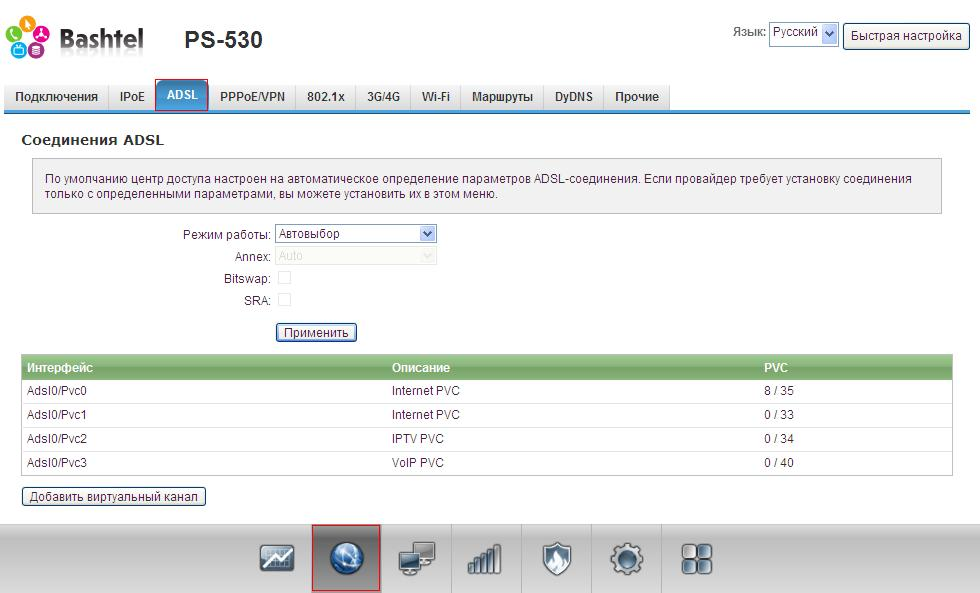 Bashtel PS-530
Язык: Русский Быстрая настройка
Подключения IPoE ADSL PPPoE/VPN 802.1x 3G/4G Wi-Fi Маршруты DyDNS Прочие
Соединения ADSL
По умолчанию центр доступа настроен на автоматическое определение параметров ADSL-соединения. Если провайдер требует установку соединения
только с определенными параметрами, вы можете установить их в этом меню.
Режим работы: Автовыбор
Annex: Auto
Bitswap:
SRA:
Применить
Интерфейс Описание PVC
Adsl0/Pvc0 Internet PVC 8 / 35
Adsl0/Pvc1 Internet PVC 0 / 33
Adsl0/Pvc2 IPTV PVC 0 / 34
Adsl0/Pvc3 VoIP PVC 0 / 40
Добавить виртуальный канал